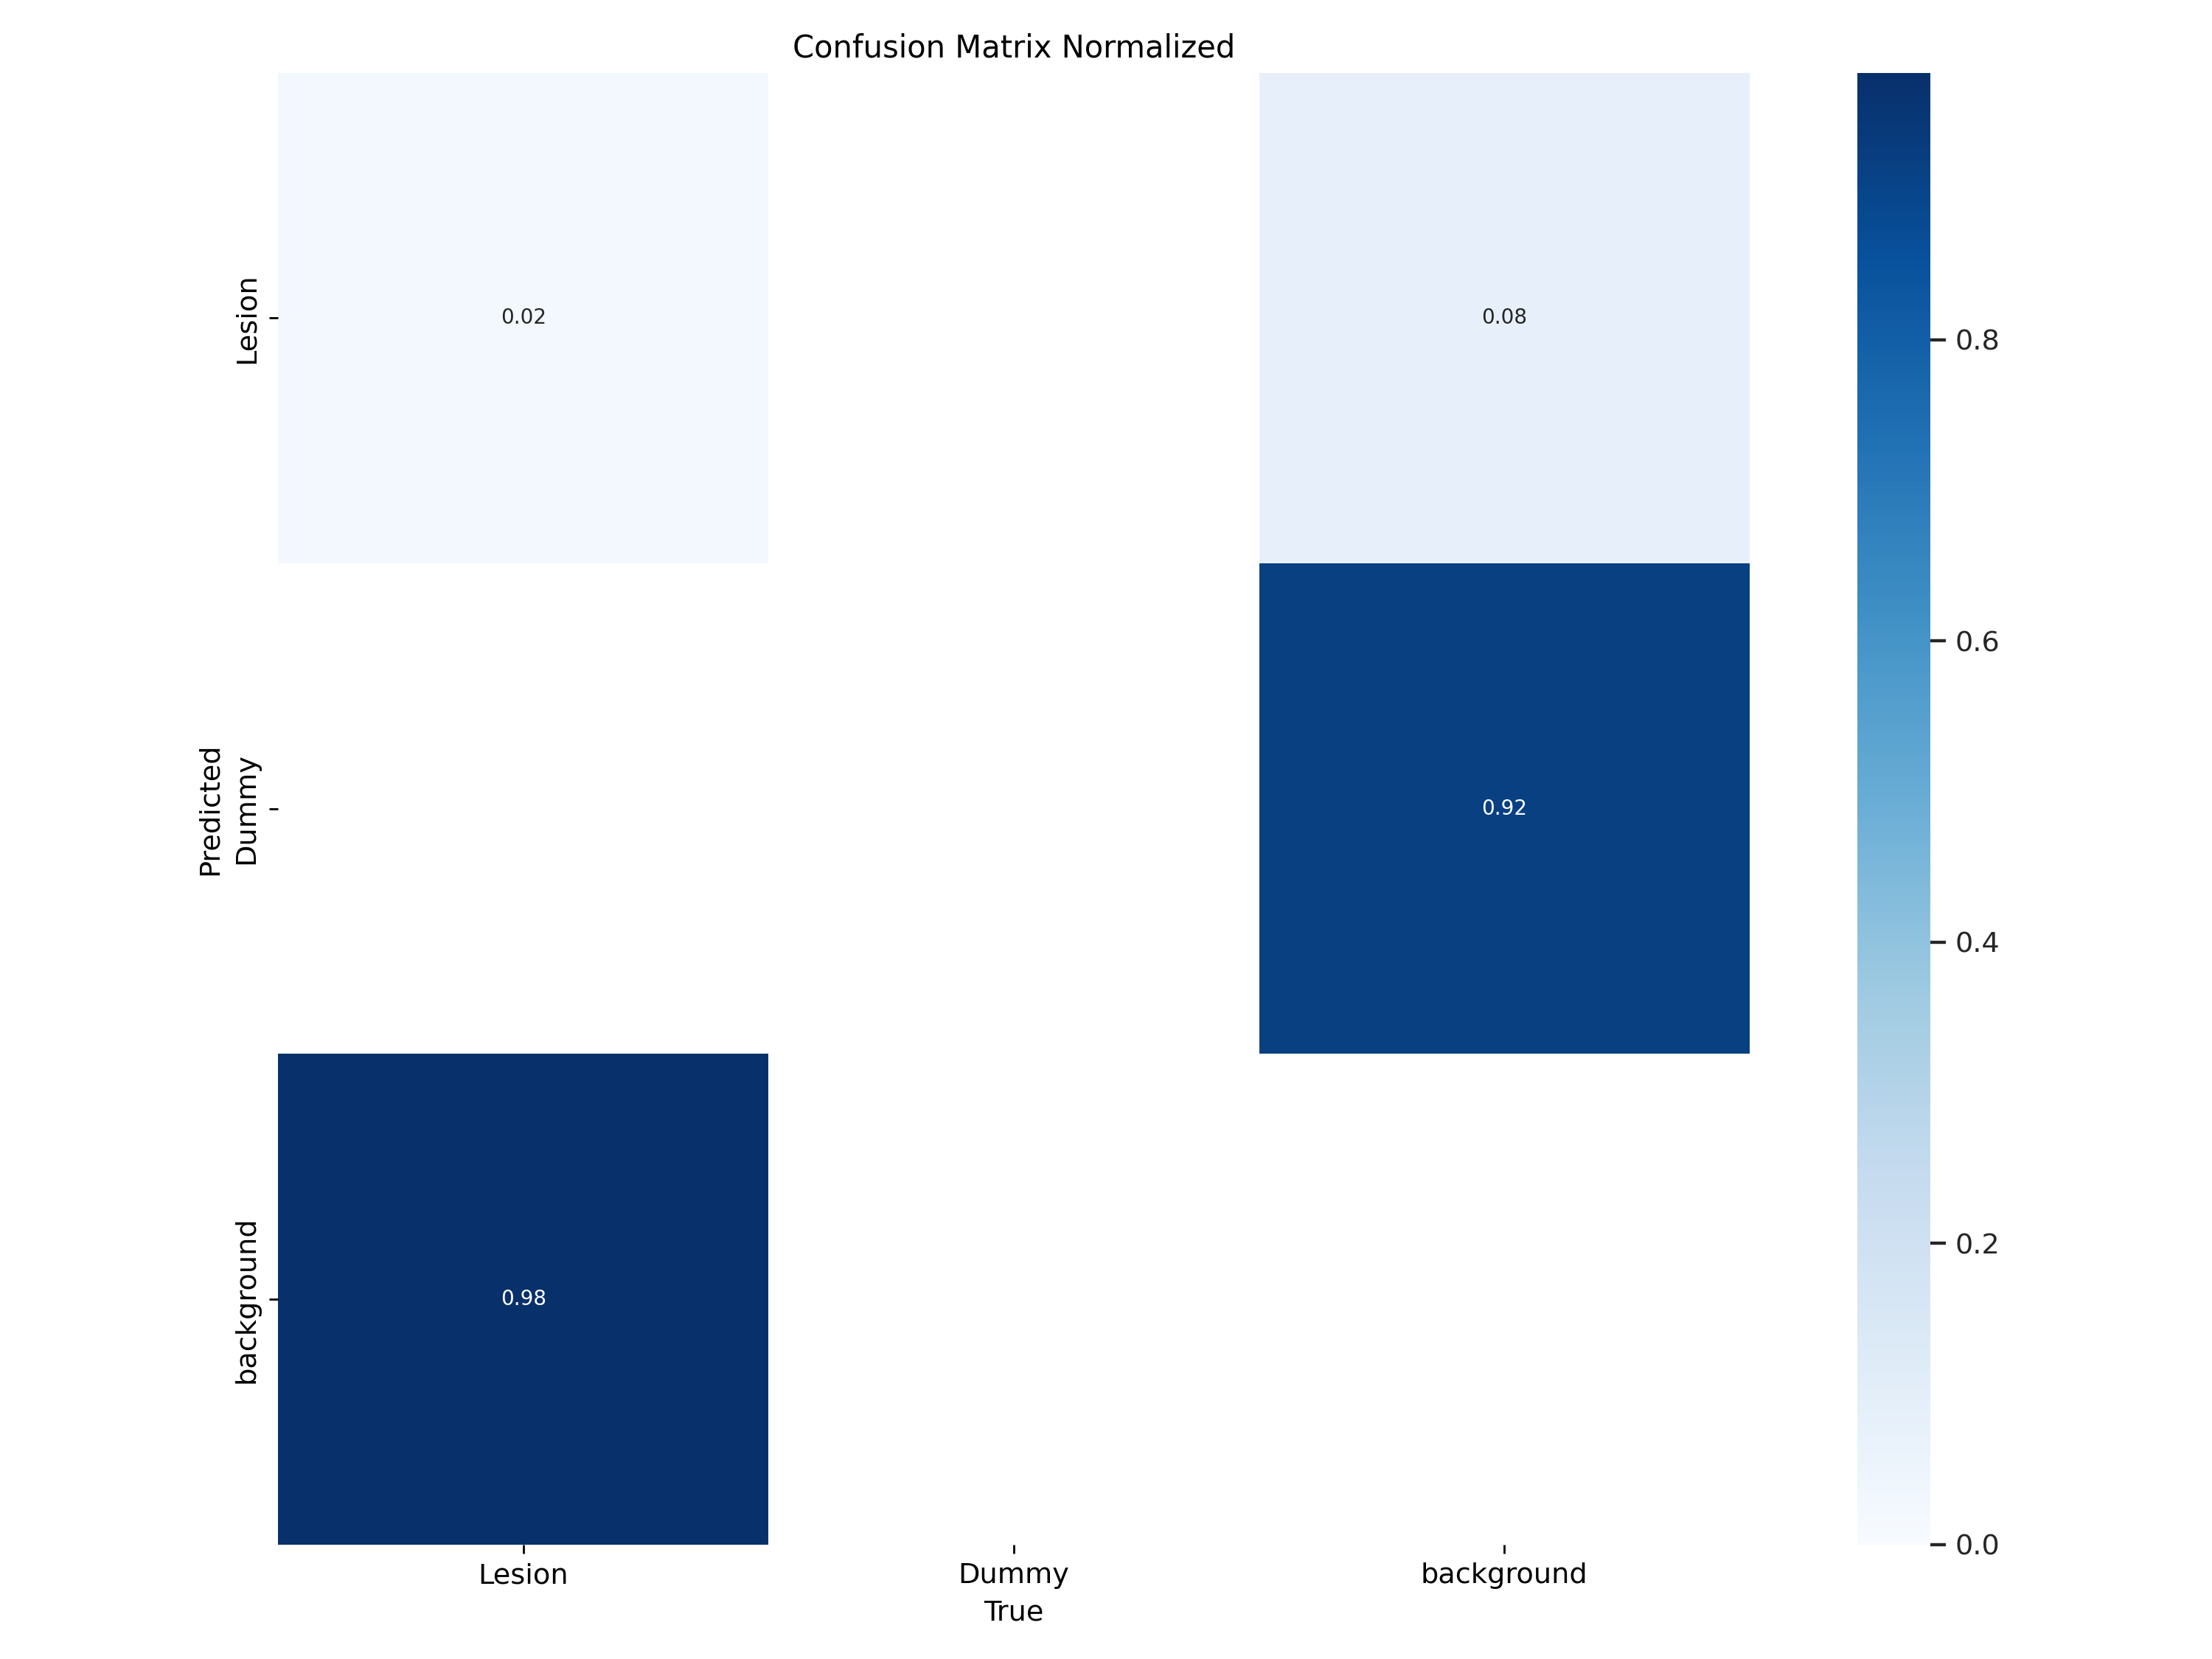 Confusion Matrix Normalized
Lesion
0.02
0.08
0.8
0.6
Predicted
Dummy
0.92
0.4
0.2
background
0.98
0.0
Lesion
Dummy
background
True